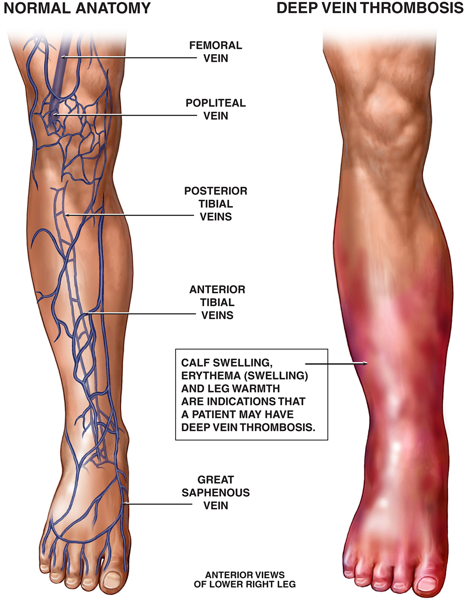 NORMAL ANATOMY
DEEP VEIN THROMBOSIS
FEMORAL
VEIN
POPLITEAL
VEIN
POSTERIOR
TIBIAL
VEINS
ANTERIOR
TIBIAL
VEINS
CALF SWELLING,
ERYTHEMA (SWELLING)
AND LEG WARMTH
ARE INDICATIONS THAT
A PATIENT MAY HAVE
DEEP VEIN THROMBOSIS.
GREAT
SAPHENOUS
VEIN
ANTERIOR VIEWS
OF LOWER RIGHT LEG